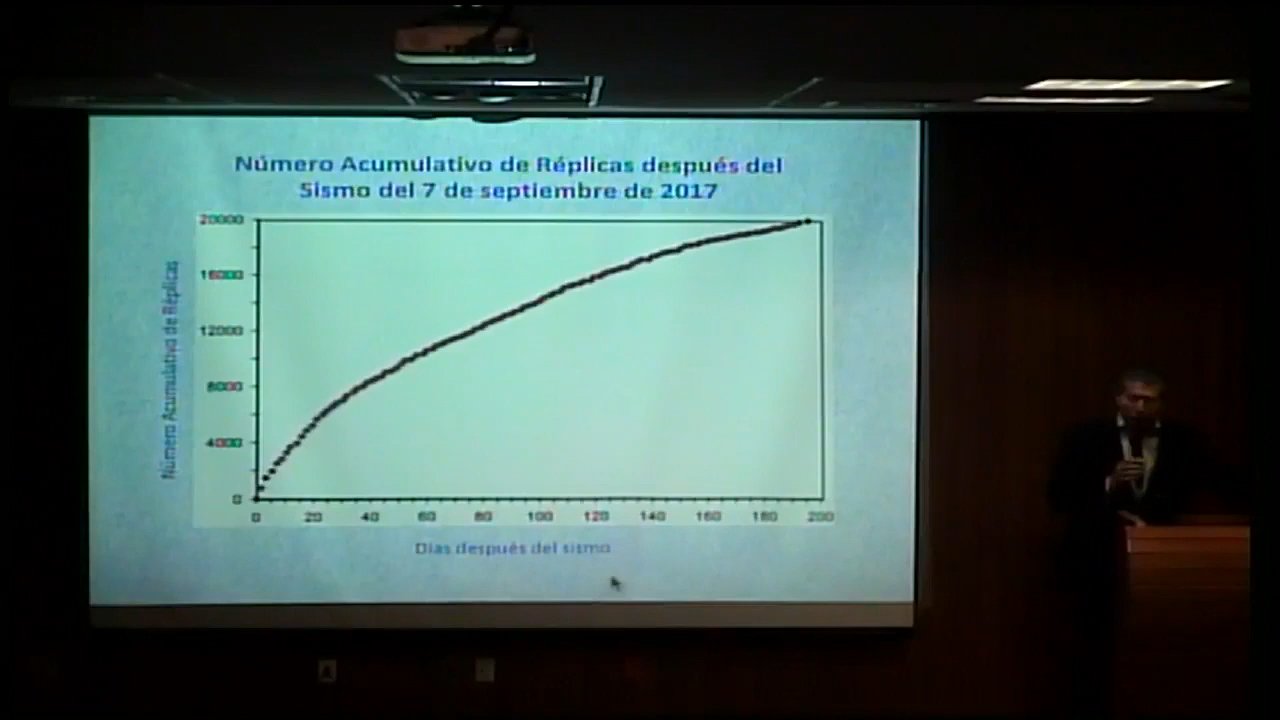 Número Acumulativo de Réplicas después del
Sismo del 7 de septiembre de 2017
Número Acumulativo de Réplicas
20000
16000
12000
8000
4000
0
0 20 40 60 80 100 120 140 160 180 200
Días después del sismo